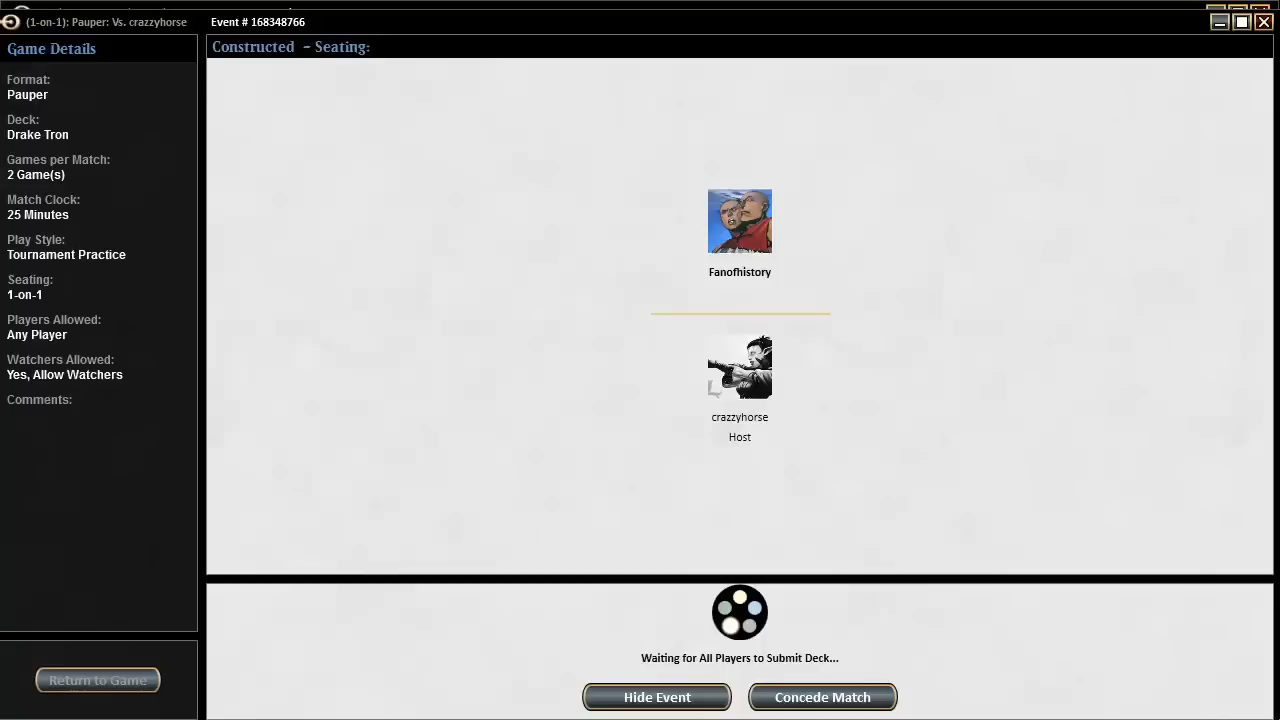 (1-on-1): Pauper: Vs. crazzyhorse
Event # 168348766
Game Details
Format:
Pauper
Deck:
Drake Tron
Games per Match:
2 Game(s)
Match Clock:
25 Minutes
Play Style:
Tournament Practice
Seating:
1-on-1
Players Allowed:
Any Player
Watchers Allowed:
Yes, Allow Watchers
Comments:
Return to Game
Constructed - Seating:
Fanofhistory
crazzyhorse
Host
Waiting for All Players to Submit Deck...
Hide Event
Concede Match